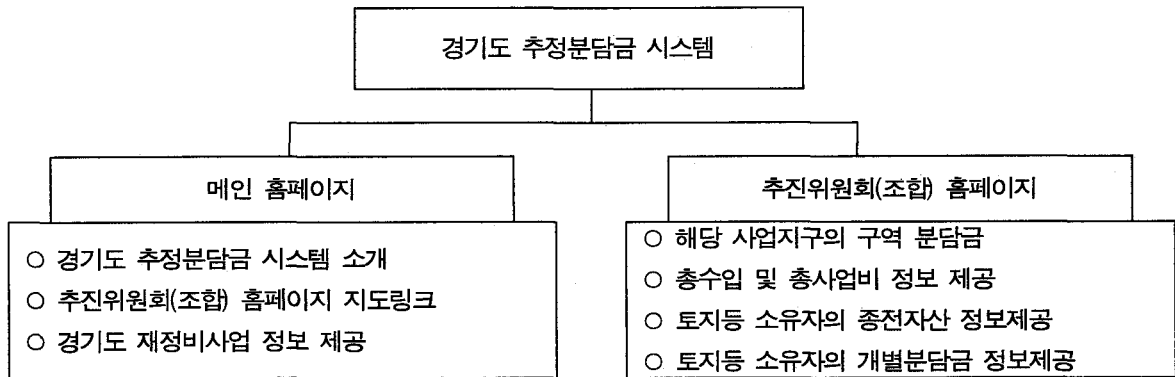 경기도 추정분담금 시스템
메인 홈페이지
○ 경기도 추정분담금 시스템 소개
○ 추진위원회(조합) 홈페이지 지도링크
○ 경기도 재정비사업 정보 제공
추진위원회(조합) 홈페이지
○ 해당 사업지구의 구역 분담금
○ 총수입 및 총사업비 정보 제공
○ 토지등 소유자의 종전자산 정보제공
○ 토지등 소유자의 개별분담금 정보제공